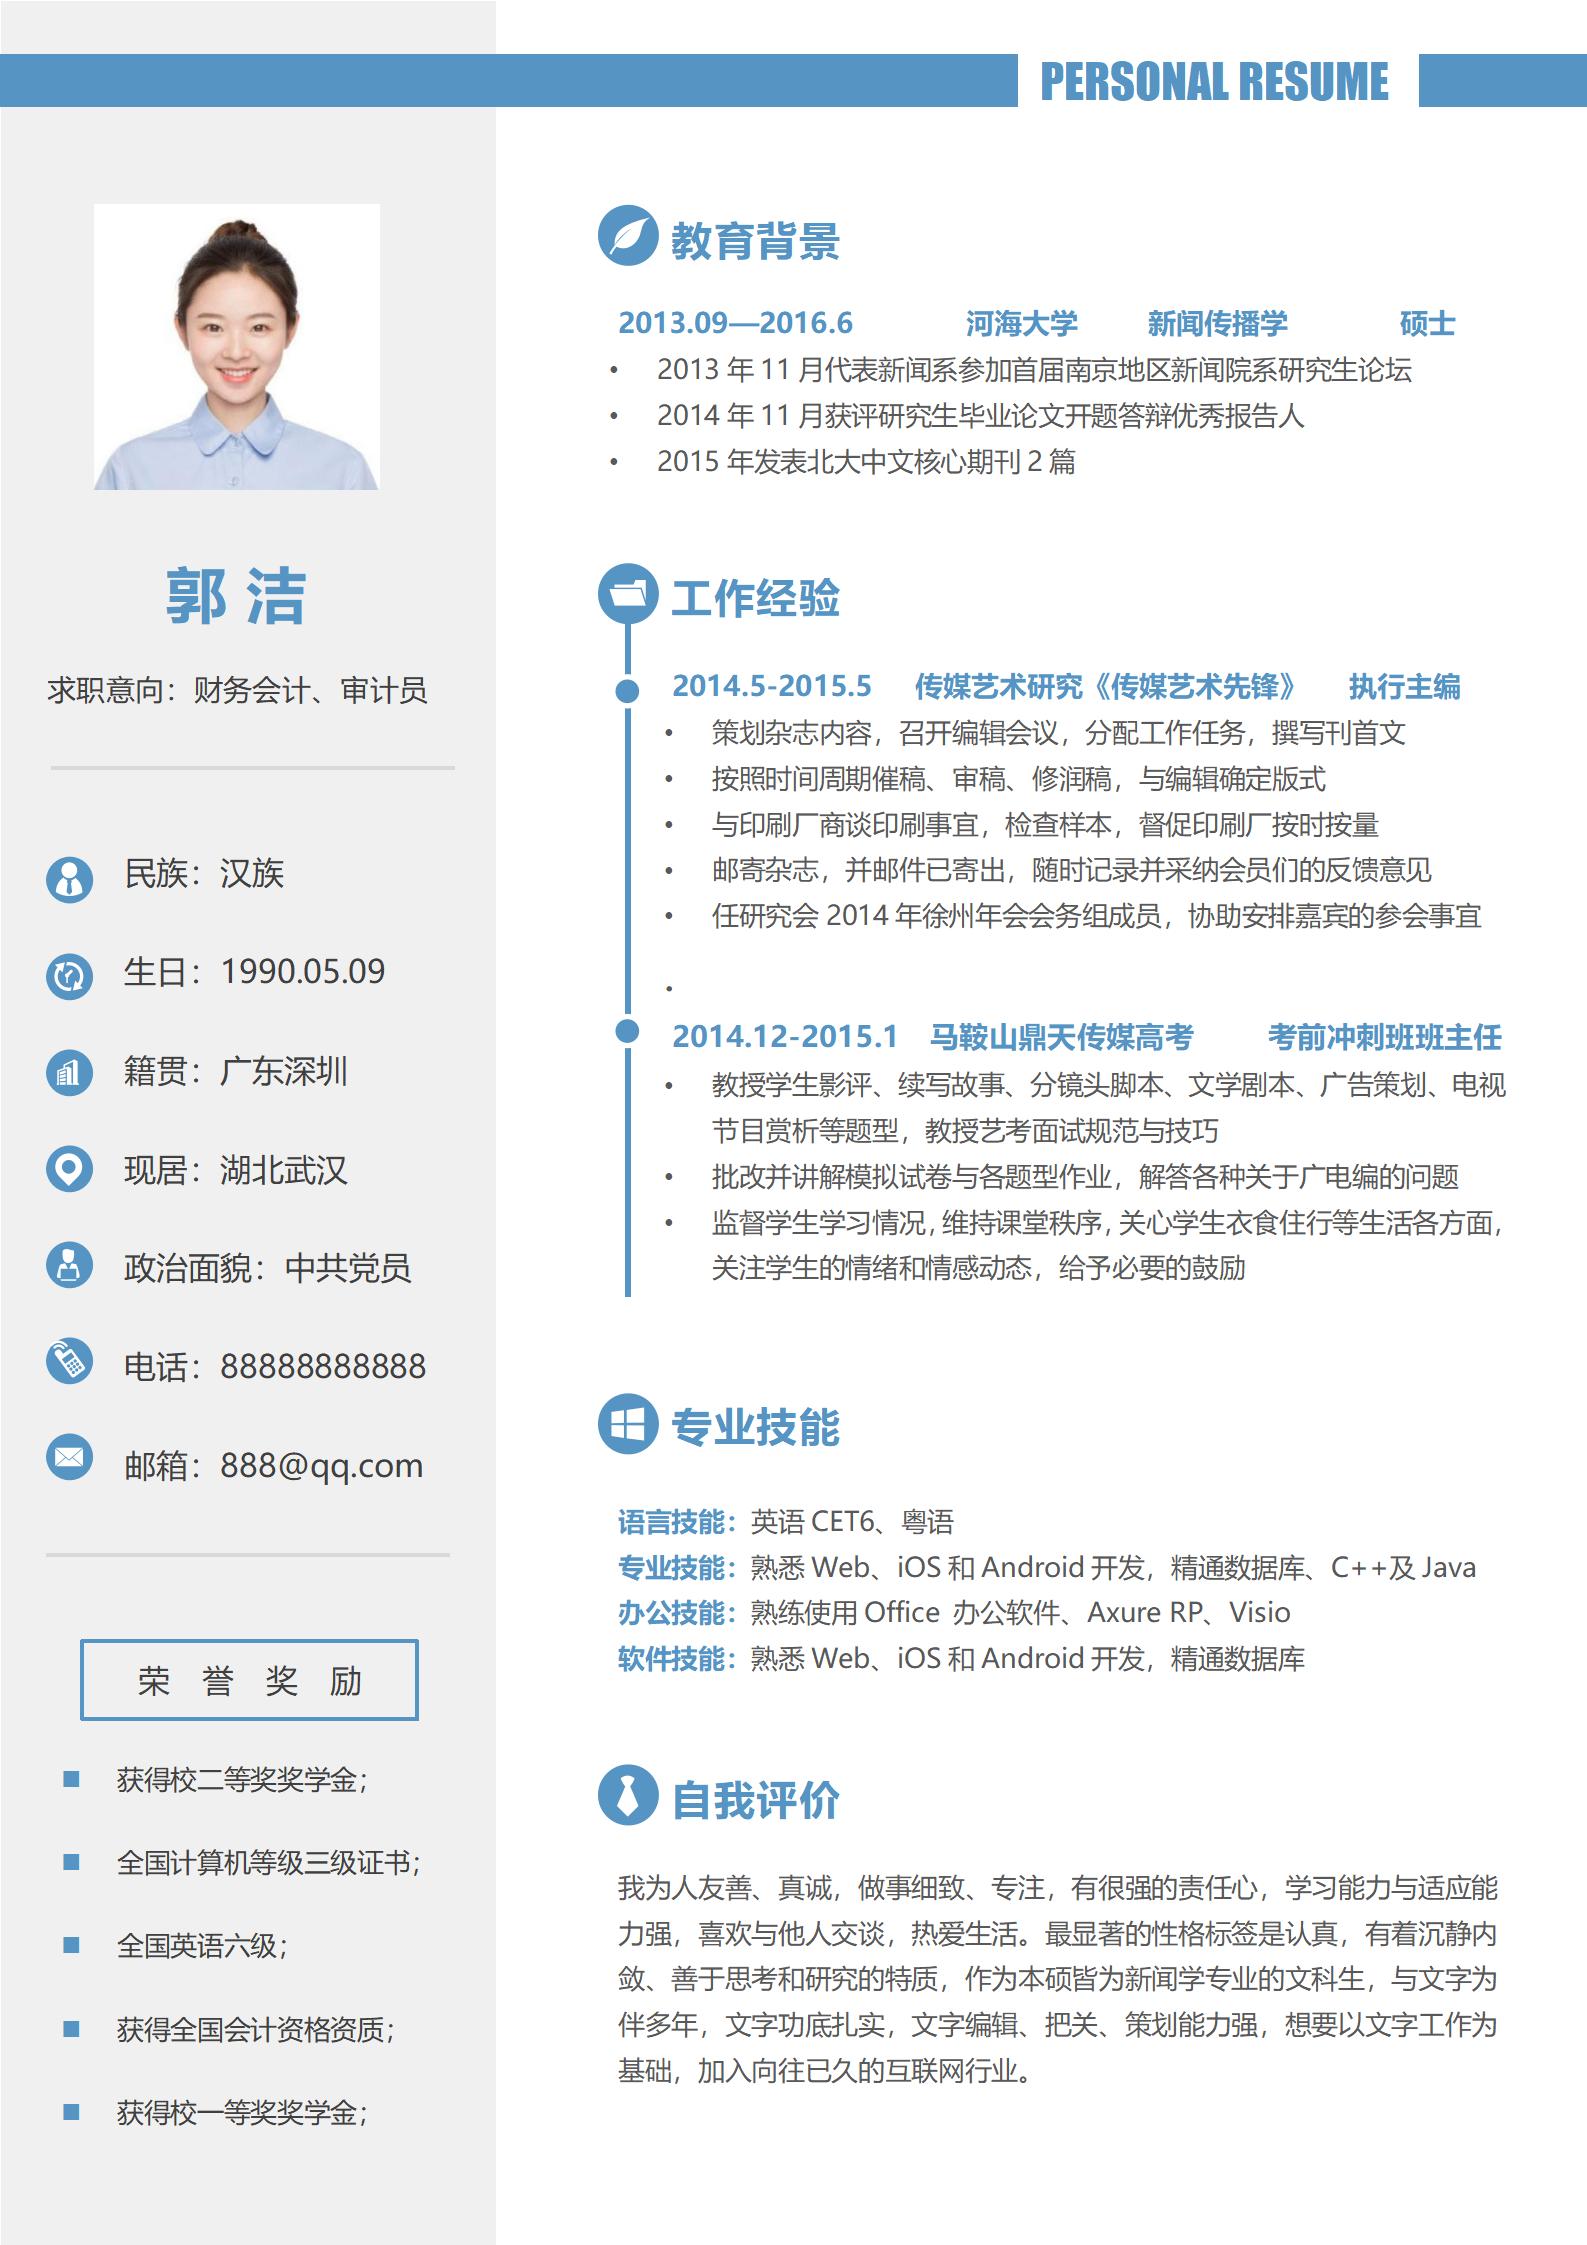 PERSONAL RESUME
郭 洁
求职意向：财务会计、审计员
民族：汉族
生日：1990.05.09
籍贯：广东深圳
现居：湖北武汉
政治面貌：中共党员
电话：88888888888
邮箱：888@qq.com
荣 誉 奖 励
■ 获得校二等奖奖学金；
■ 全国计算机等级三级证书；
■ 全国英语六级；
■ 获得全国会计资格资质；
■ 获得校一等奖奖学金；
教育背景
2013.09—2016.6 河海大学 新闻传播学 硕士
• 2013 年 11 月代表新闻系参加首届南京地区新闻院系研究生论坛
• 2014 年 11 月获评研究生毕业论文开题答辩优秀报告人
• 2015 年发表北大中文核心期刊 2 篇
工作经验
2014.5-2015.5 传媒艺术研究《传媒艺术先锋》 执行主编
• 策划杂志内容，召开编辑会议，分配工作任务，撰写刊首文
• 按照时间周期催稿、审稿、修润稿，与编辑确定版式
• 与印刷厂商谈印刷事宜，检查样本，督促印刷厂按时按量
• 邮寄杂志，并邮件已寄出，随时记录并采纳会员们的反馈意见
• 任研究会 2014 年徐州年会会务组成员，协助安排嘉宾的参会事宜
•
2014.12-2015.1 马鞍山鼎天传媒高考 考前冲刺班班主任
• 教授学生影评、续写故事、分镜头脚本、文学剧本、广告策划、电视
节目赏析等题型，教授艺考面试规范与技巧
• 批改并讲解模拟试卷与各题型作业，解答各种关于广电编的问题
• 监督学生学习情况，维持课堂秩序，关心学生衣食住行等生活各方面，
关注学生的情绪和情感动态，给予必要的鼓励
专业技能
语言技能：英语 CET6、粤语
专业技能：熟悉 Web、iOS 和 Android 开发，精通数据库、C++及 Java
办公技能：熟练使用 Office 办公软件、Axure RP、Visio
软件技能：熟悉 Web、iOS 和 Android 开发，精通数据库
自我评价
我为人友善、真诚，做事细致、专注，有很强的责任心，学习能力与适应能
力强，喜欢与他人交谈，热爱生活。最显著的性格标签是认真，有着沉静内
敛、善于思考和研究的特质，作为本硕皆为新闻学专业的文科生，与文字为
伴多年，文字功底扎实，文字编辑、把关、策划能力强，想要以文字工作为
基础，加入向往已久的互联网行业。